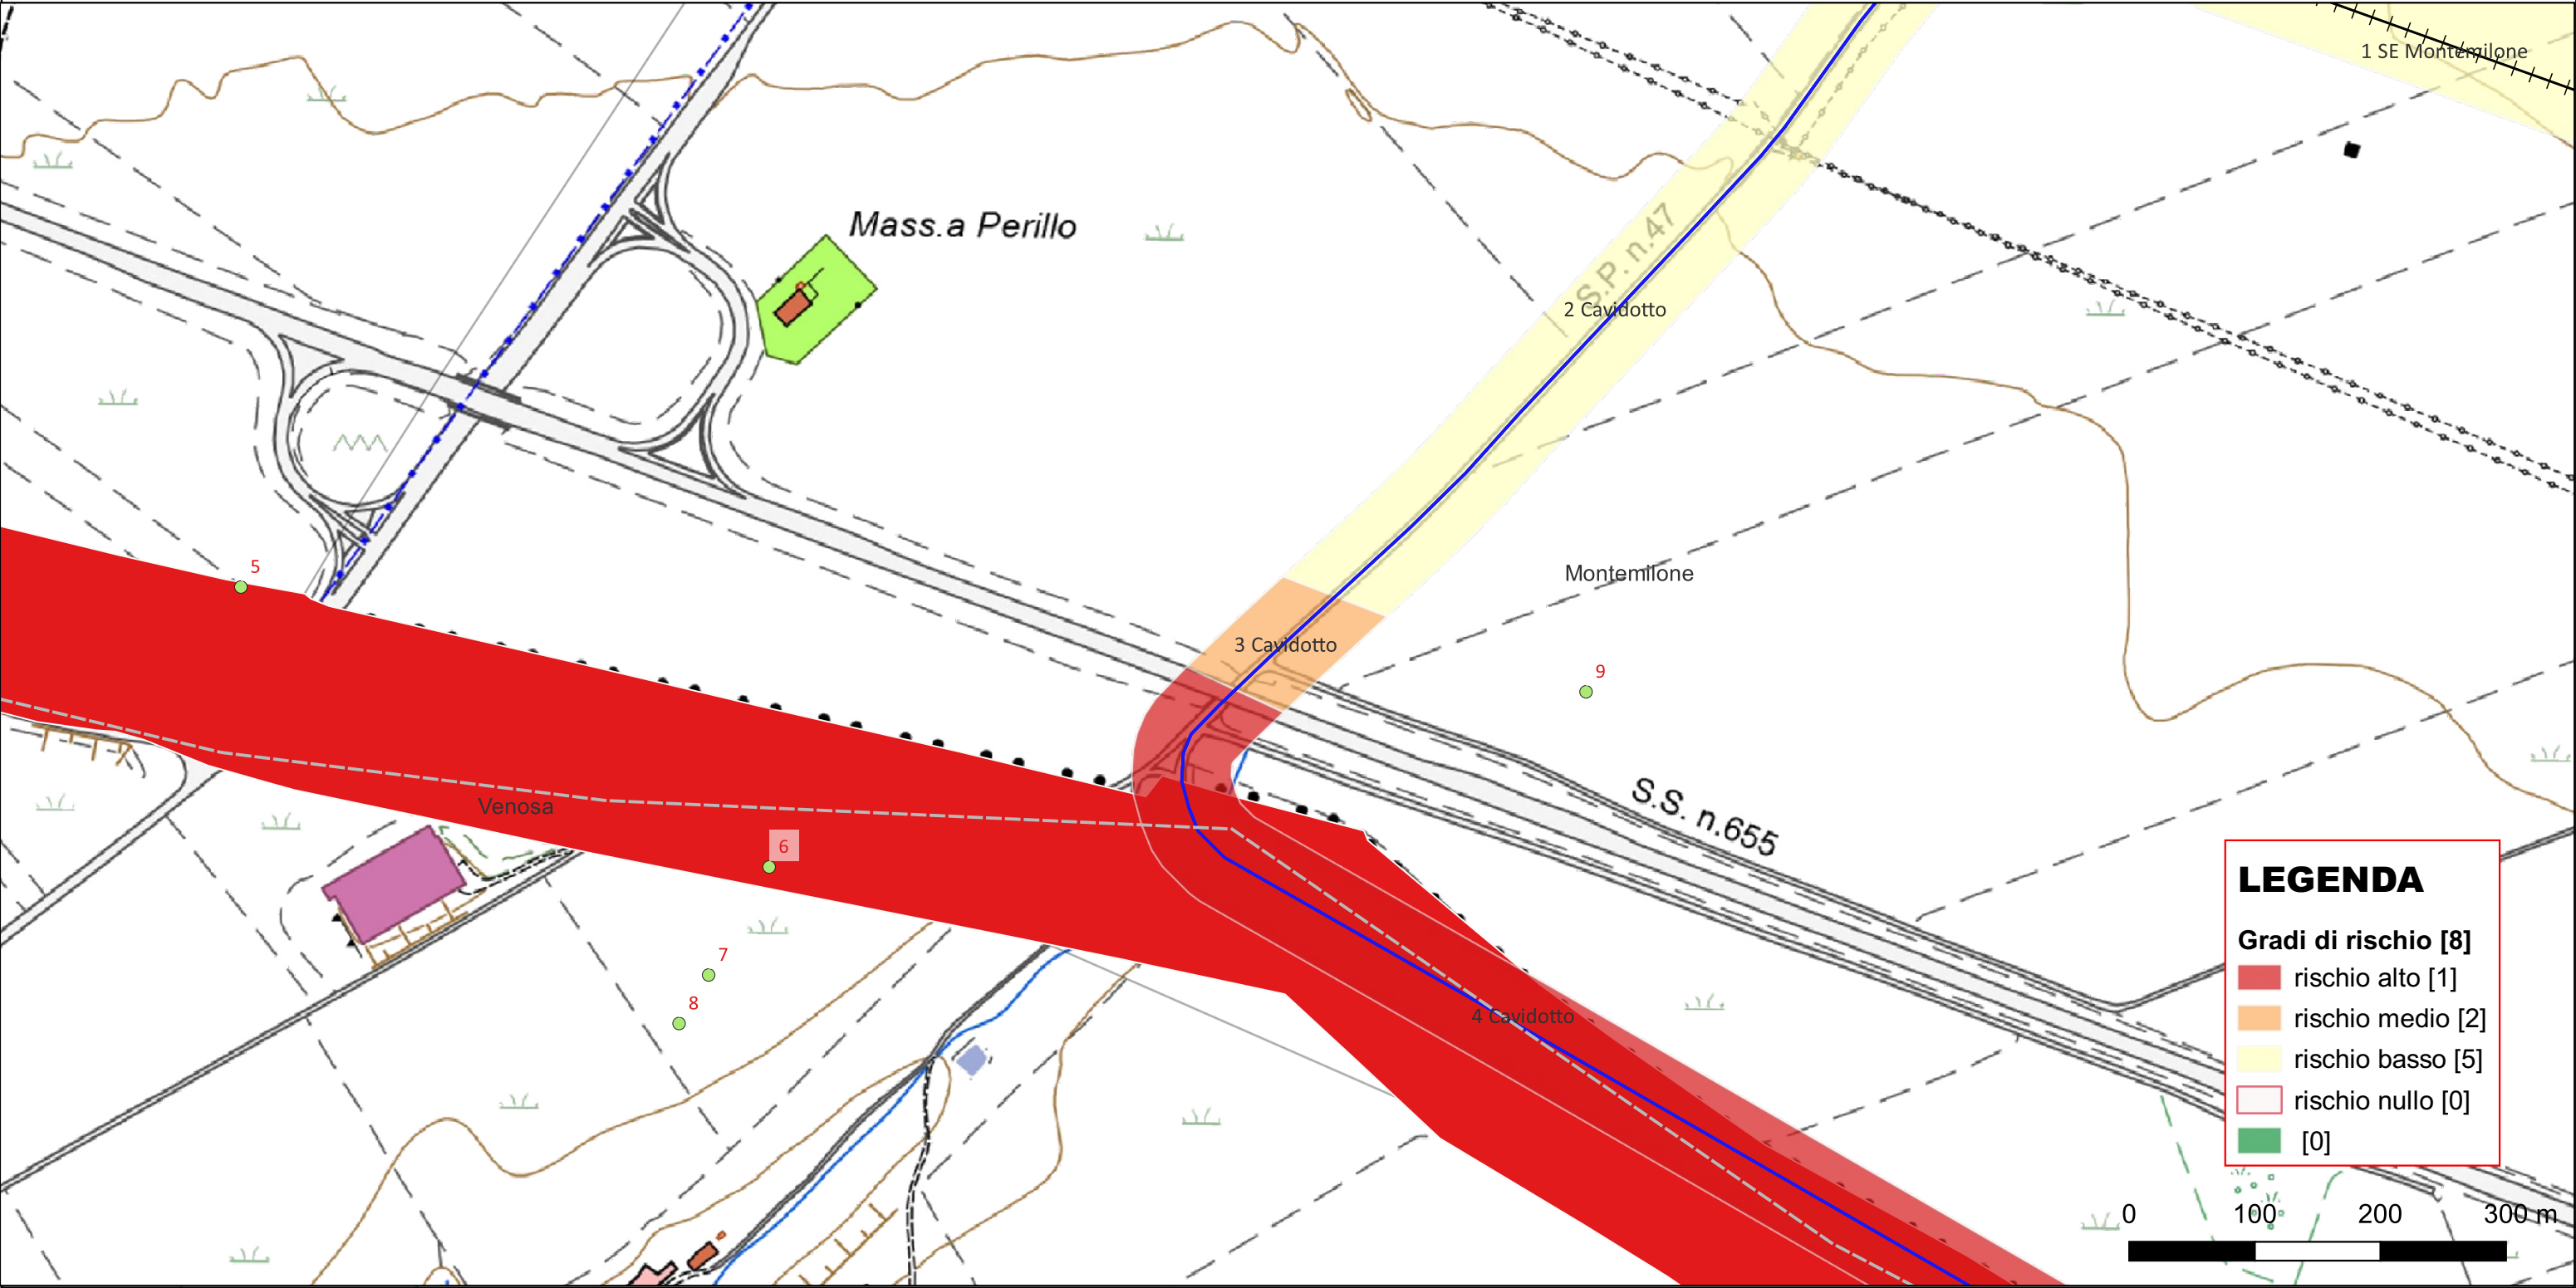 1 SE Montemilone
Mass.a Perillo
S.P. n.47
2 Cavidotto
5
Montemilone
3 Cavidotto
9
Venosa
S.S. n.655
6
7
8
4 Cavidotto
LEGENDA
Gradi di rischio [8]
rischio alto [1]
rischio medio [2]
rischio basso [5]
rischio nullo [0]
[0]
0 100 200 300 m